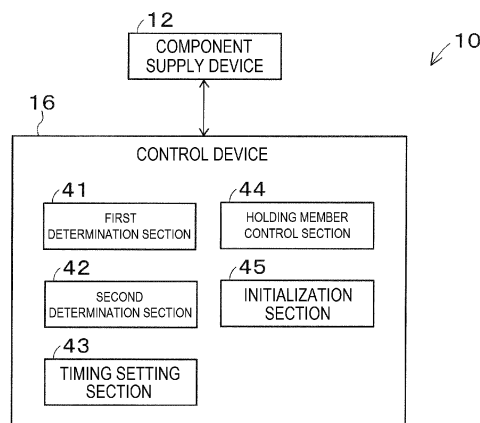 12
COMPONENT
SUPPLY DEVICE
10
16
CONTROL DEVICE
41
FIRST
DETERMINATION SECTION
44
HOLDING MEMBER
CONTROL SECTION
42
SECOND
DETERMINATION SECTION
45
INITIALIZATION
SECTION
43
TIMING SETTING
SECTION